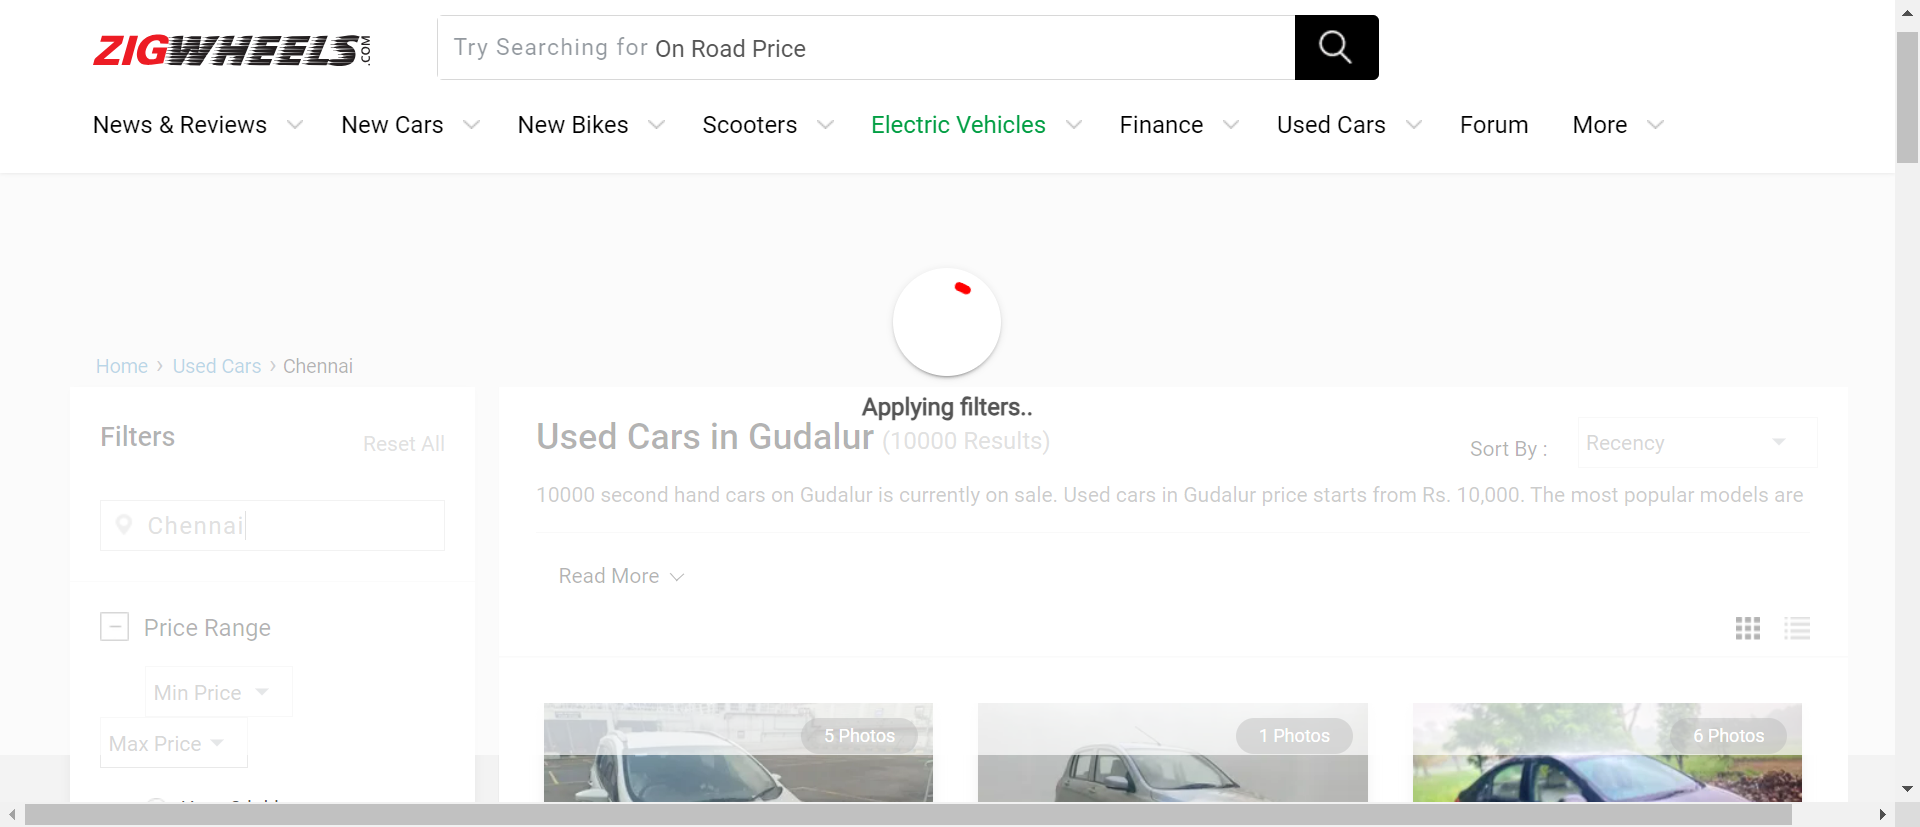 ZIGWHEELS.COM
Try Searching for On Road Price
News & Reviews New Cars New Bikes Scooters Electric Vehicles Finance Used Cars Forum More
Home › Used Cars › Chennai
Applying filters..
Filters
Reset All
Chennai
Price Range
Min Price
Max Price
Used Cars in Gudalur (10000 Results)
Sort By :
Recency
10000 second hand cars on Gudalur is currently on sale. Used cars in Gudalur price starts from Rs. 10,000. The most popular models are
Read More
5 Photos
1 Photos
6 Photos